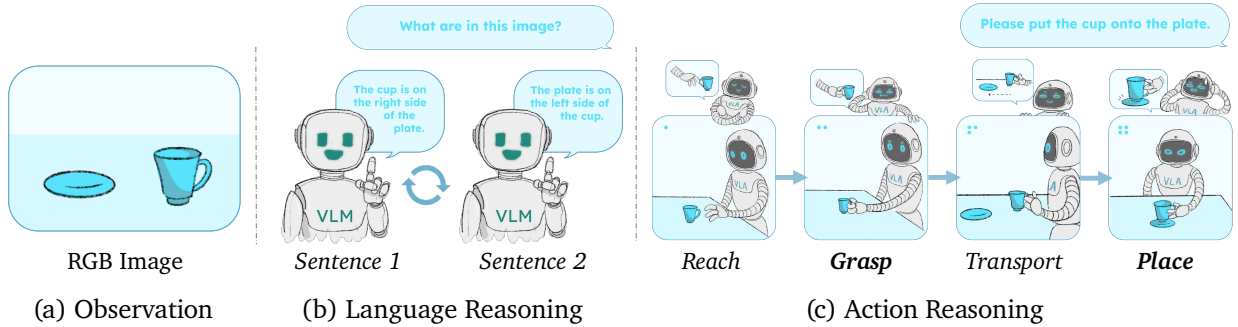 What are in this image?
Please put the cup onto the plate.
The cup is on
the right side
of the
plate.
The plate is on
the left side of
the cup.
VLM
VLM
VLA
VLA
VLA
VLA
A
VLA
RGB Image
Sentence 1
Sentence 2
Reach
Grasp
Transport
Place
(a) Observation
(b) Language Reasoning
(c) Action Reasoning